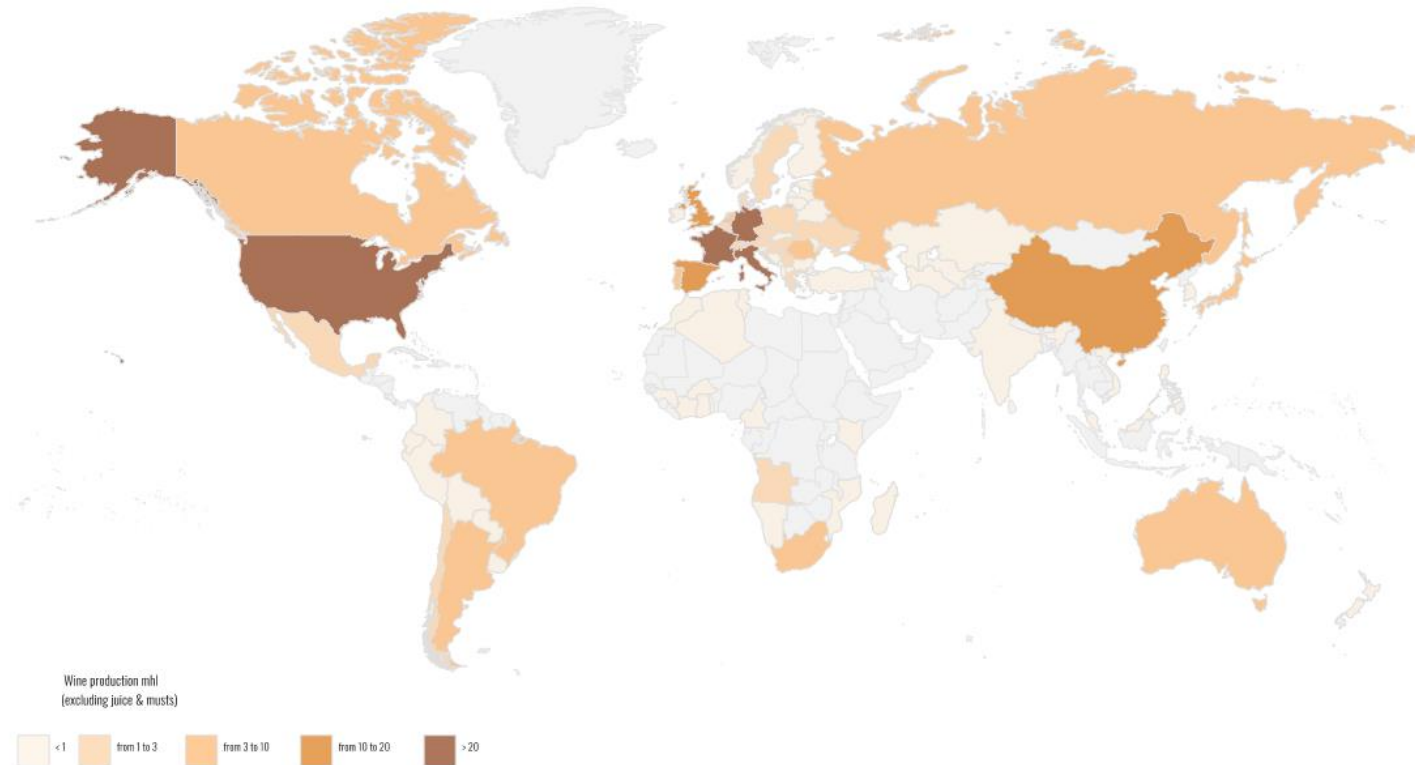 Wine production mhl
(excluding juice & musts)
< 1 from 1 to 3 from 3 to 10 from 10 to 20 > 20